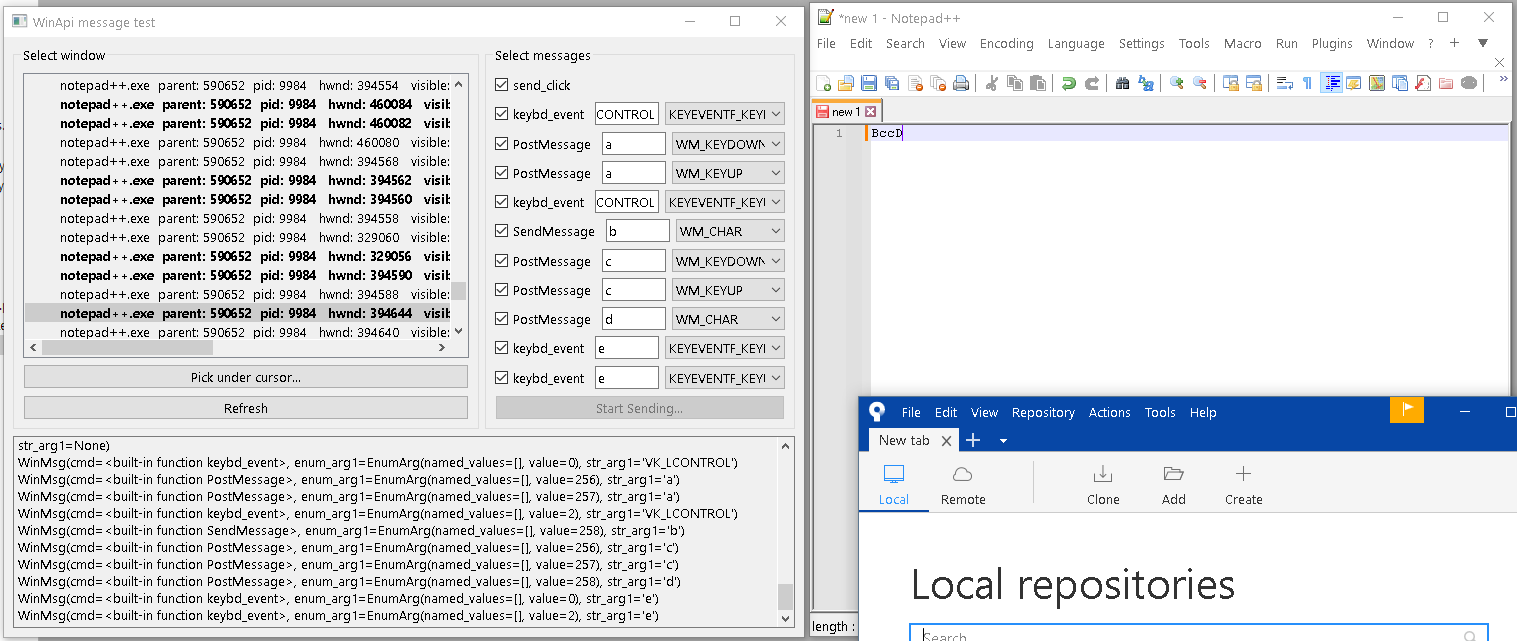 WinApi message test
Select window
notepad++.exe parent: 590652 pid: 9984 hwnd: 394554 visible:
notepad++.exe parent: 590652 pid: 9984 hwnd: 460084 visib
notepad++.exe parent: 590652 pid: 9984 hwnd: 460082 visib
notepad++.exe parent: 590652 pid: 9984 hwnd: 460080 visible:
notepad++.exe parent: 590652 pid: 9984 hwnd: 394568 visible:
notepad++.exe parent: 590652 pid: 9984 hwnd: 394562 visib
notepad++.exe parent: 590652 pid: 9984 hwnd: 394560 visib
notepad++.exe parent: 590652 pid: 9984 hwnd: 394558 visible:
notepad++.exe parent: 590652 pid: 9984 hwnd: 329060 visible:
notepad++.exe parent: 590652 pid: 9984 hwnd: 329056 visib
notepad++.exe parent: 590652 pid: 9984 hwnd: 394590 visib
notepad++.exe parent: 590652 pid: 9984 hwnd: 394588 visible:
notepad++.exe parent: 590652 pid: 9984 hwnd: 394644 visib
notepad++.exe parent: 590652 pid: 9984 hwnd: 394640 visible:
Pick under cursor...
Refresh
Select messages
send_click
keybd_event CONTROL KEYEVENTF_KEY
PostMessage a WM_KEYDOWN
PostMessage a WM_KEYUP
keybd_event CONTROL KEYEVENTF_KEYU
SendMessage b WM_CHAR
PostMessage c WM_KEYDOWN
PostMessage c WM_KEYUP
PostMessage d WM_CHAR
keybd_event e KEYEVENTF_KEY
keybd_event e KEYEVENTF_KEYU
Start Sending...
str_arg1=None)
WinMsg(cmd=<built-in function keybd_event>, enum_arg1=EnumArg(named_values=[], value=0), str_arg1='VK_LCONTROL')
WinMsg(cmd=<built-in function PostMessage>, enum_arg1=EnumArg(named_values=[], value=256), str_arg1='a')
WinMsg(cmd=<built-in function PostMessage>, enum_arg1=EnumArg(named_values=[], value=257), str_arg1='a')
WinMsg(cmd=<built-in function keybd_event>, enum_arg1=EnumArg(named_values=[], value=2), str_arg1='VK_LCONTROL')
WinMsg(cmd=<built-in function SendMessage>, enum_arg1=EnumArg(named_values=[], value=258), str_arg1='b')
WinMsg(cmd=<built-in function PostMessage>, enum_arg1=EnumArg(named_values=[], value=256), str_arg1='c')
WinMsg(cmd=<built-in function PostMessage>, enum_arg1=EnumArg(named_values=[], value=257), str_arg1='c')
WinMsg(cmd=<built-in function PostMessage>, enum_arg1=EnumArg(named_values=[], value=258), str_arg1='d')
WinMsg(cmd=<built-in function keybd_event>, enum_arg1=EnumArg(named_values=[], value=0), str_arg1='e')
WinMsg(cmd=<built-in function keybd_event>, enum_arg1=EnumArg(named_values=[], value=2), str_arg1='e')
*new 1 - Notepad++
File Edit Search View Encoding Language Settings Tools Macro Run Plugins Window ?
new 1
1 BccD
length :
File Edit View Repository Actions Tools Help
New tab
Local Remote Clone Add Create
Local repositories
Search